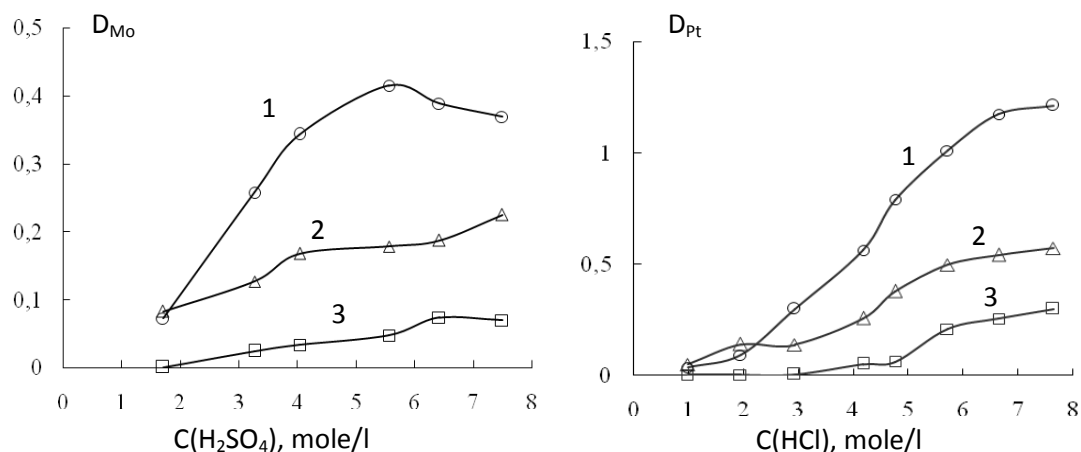 D_Mo
0,5
0,4
0,3
0,2
0,1
0
1
2
3
0 1 2 3 4 5 6 7 8
C(H₂SO₄), mole/l
D_Pt
1,5
1
0,5
0
1
2
3
0 1 2 3 4 5 6 7 8
C(HCl), mole/l